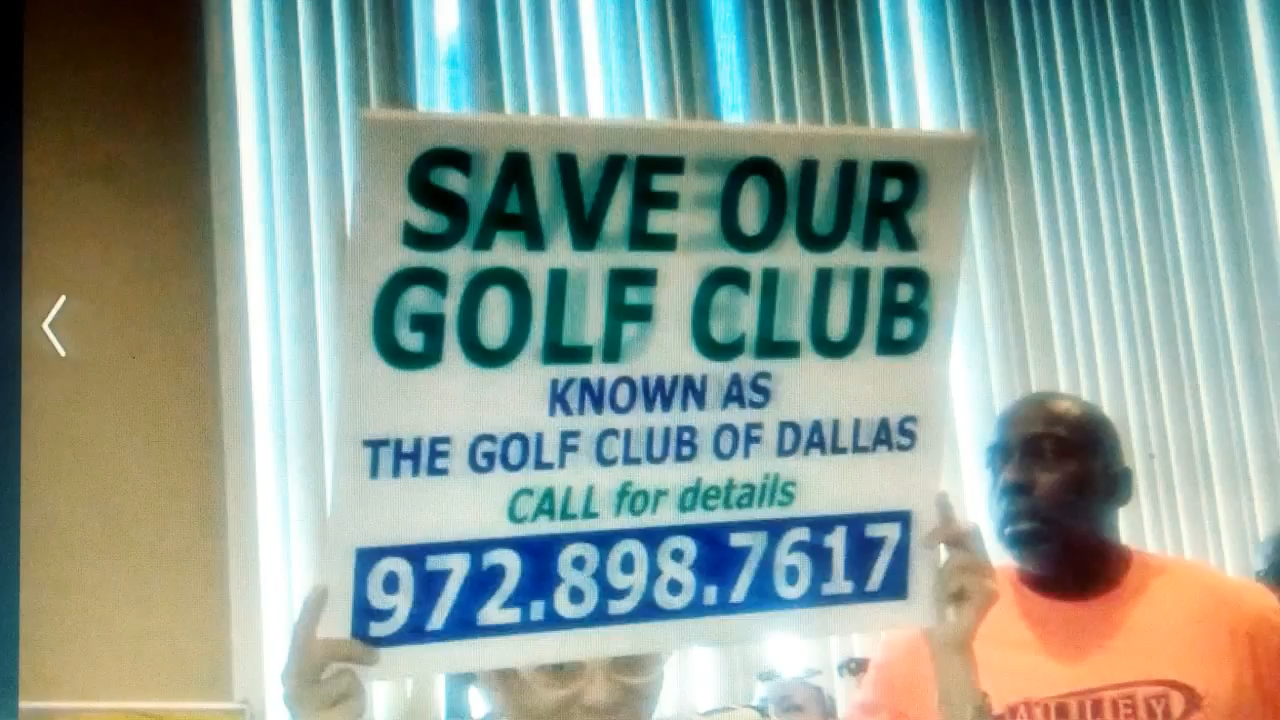 SAVE OUR
GOLF CLUB
KNOWN AS
THE GOLF CLUB OF DALLAS
CALL for details
972.898.7617